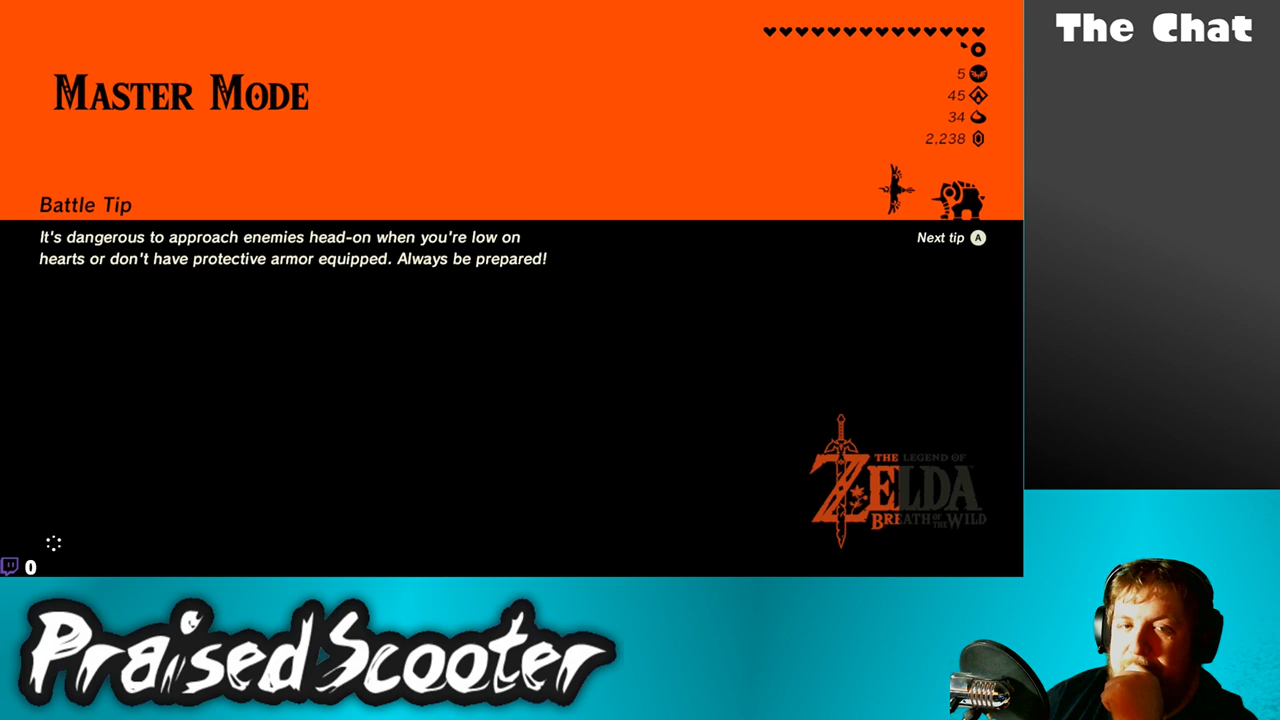 The Chat
MASTER MODE
5
45
34
2,238
Battle Tip
It's dangerous to approach enemies head-on when you're low on
hearts or don't have protective armor equipped. Always be prepared!
Next tip A
THE LEGEND OF
ZELDA
BREATH OF THE WILD
0
PraisedScooter